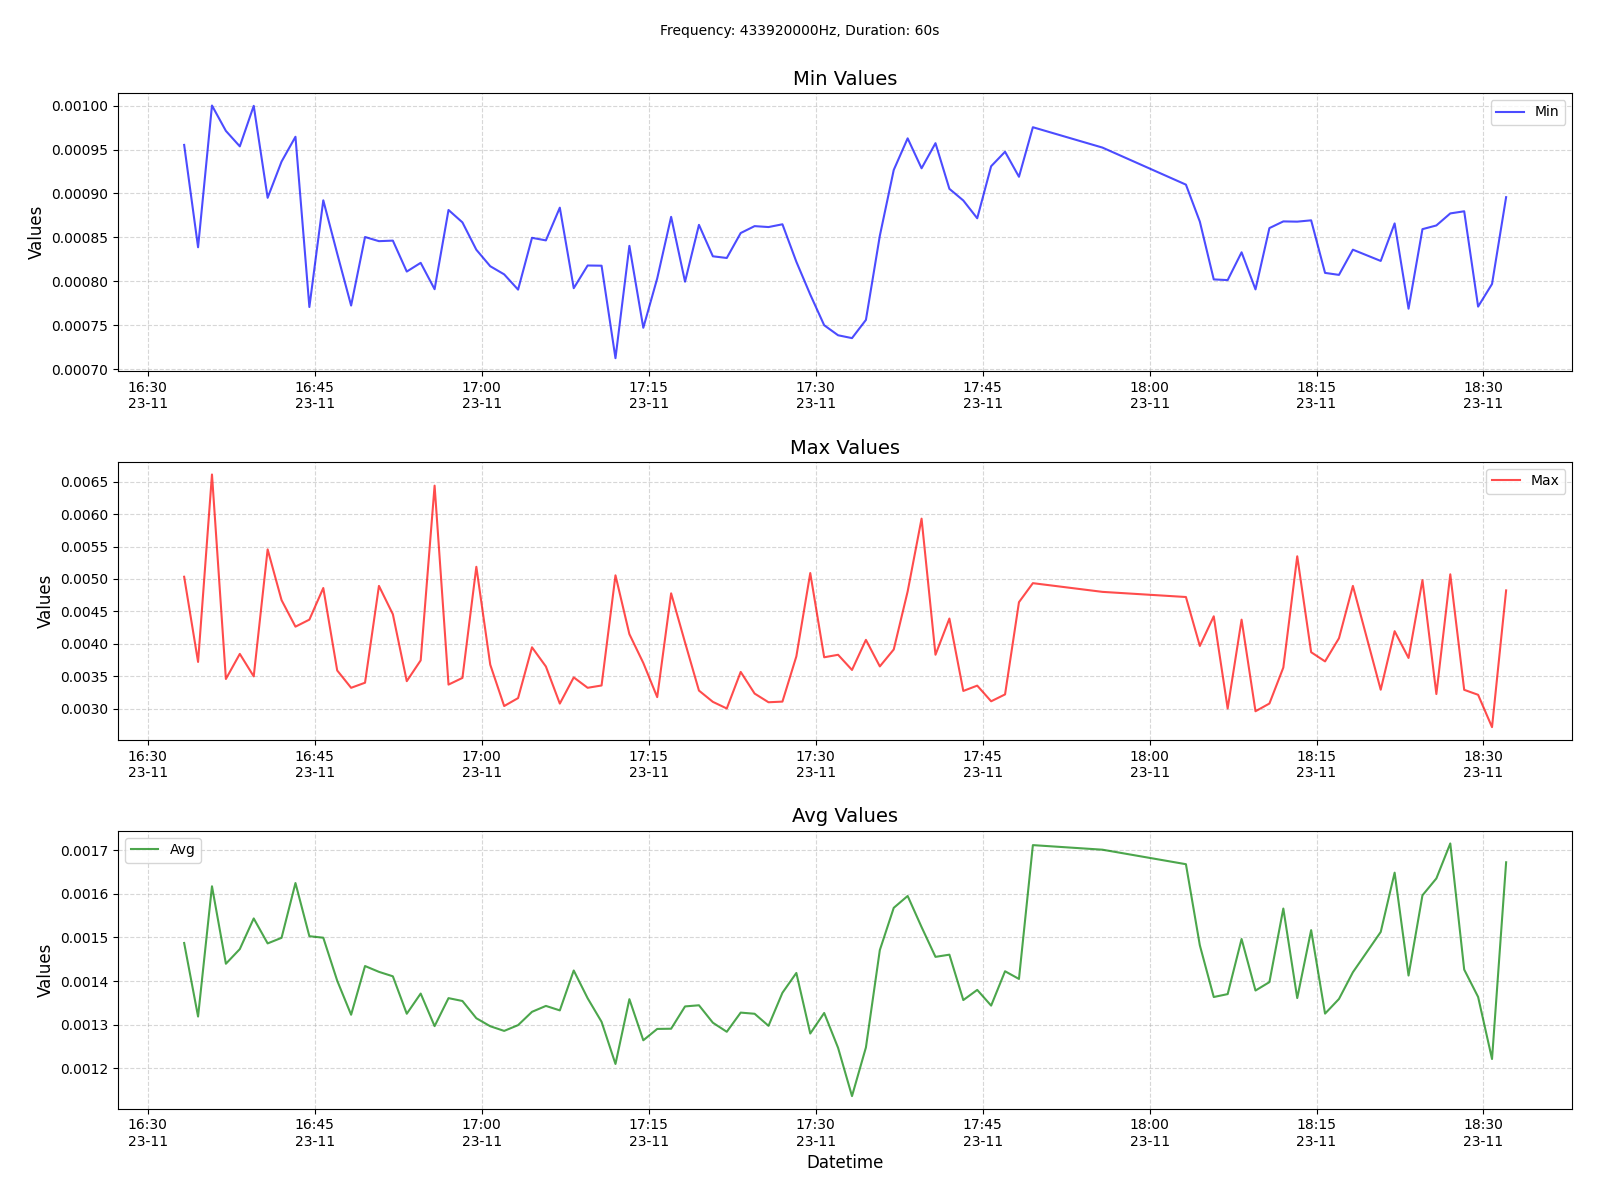 Frequency: 433920000Hz, Duration: 60s
Min Values
Values
0.00100
0.00095
0.00090
0.00085
0.00080
0.00075
0.00070
Min
16:30 16:45 17:00 17:15 17:30 17:45 18:00 18:15 18:30
23-11 23-11 23-11 23-11 23-11 23-11 23-11 23-11 23-11
Max Values
Values
0.0065
0.0060
0.0055
0.0050
0.0045
0.0040
0.0035
0.0030
Max
16:30 16:45 17:00 17:15 17:30 17:45 18:00 18:15 18:30
23-11 23-11 23-11 23-11 23-11 23-11 23-11 23-11 23-11
Avg Values
Values
0.0017
0.0016
0.0015
0.0014
0.0013
0.0012
Avg
16:30 16:45 17:00 17:15 17:30 17:45 18:00 18:15 18:30
23-11 23-11 23-11 23-11 23-11 23-11 23-11 23-11 23-11
Datetime